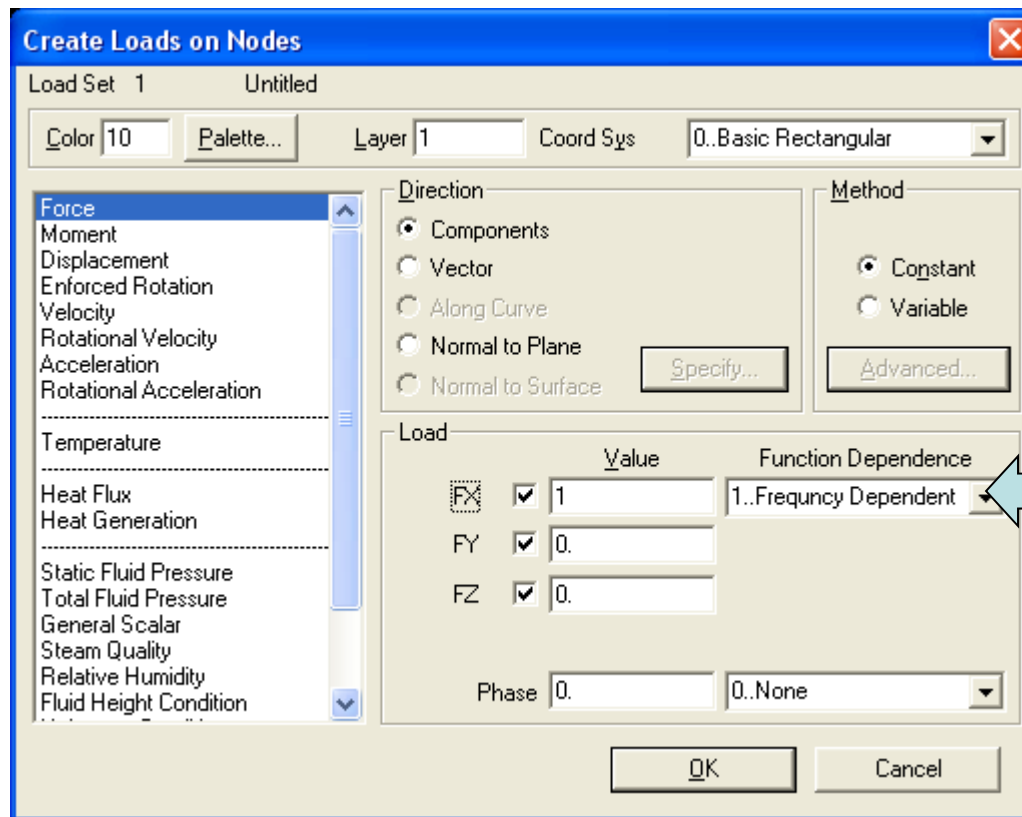 Create Loads on Nodes
Load Set 1 Untitled
Color 10 Palette... Layer 1 Coord Sys 0..Basic Rectangular
Force
Moment
Displacement
Enforced Rotation
Velocity
Rotational Velocity
Acceleration
Rotational Acceleration
Temperature
Heat Flux
Heat Generation
Static Fluid Pressure
Total Fluid Pressure
General Scalar
Steam Quality
Relative Humidity
Fluid Height Condition
Direction
Components
Vector
Along Curve
Normal to Plane
Normal to Surface
Specify...
Method
Constant
Variable
Advanced...
Load
Value Function Dependence
FX 1 1..Frequncy Dependent
FY 0.
FZ 0.
Phase 0. 0..None
OK Cancel